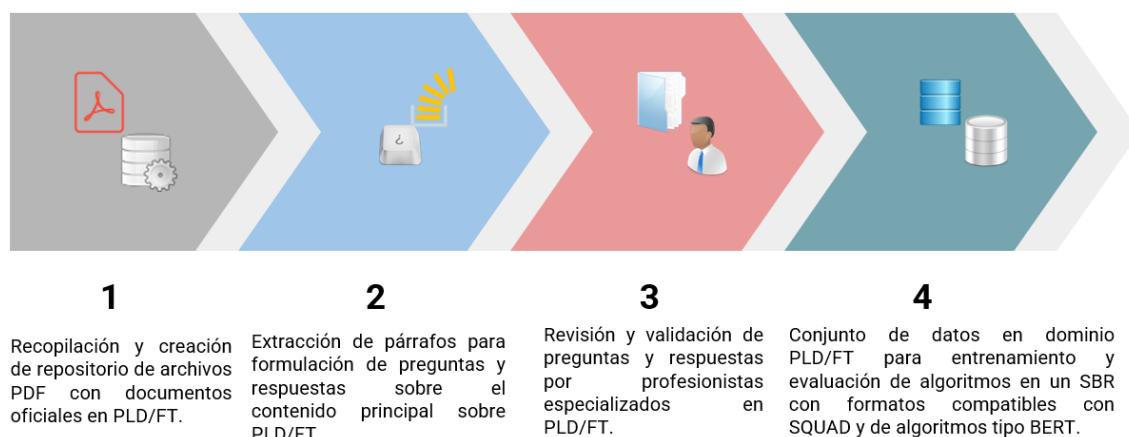 ¿
1
Recopilación y creación
de repositorio de archivos
PDF con documentos
oficiales en PLD/FT.
2
Extracción de párrafos para
formulación de preguntas y
respuestas sobre el
contenido principal sobre
PLD/FT
3
Revisión y validación de
preguntas y respuestas
por profesionistas
especializados en
PLD/FT.
4
Conjunto de datos en dominio
PLD/FT para entrenamiento y
evaluación de algoritmos en un SBR
con formatos compatibles con
SQUAD y de algoritmos tipo BERT.